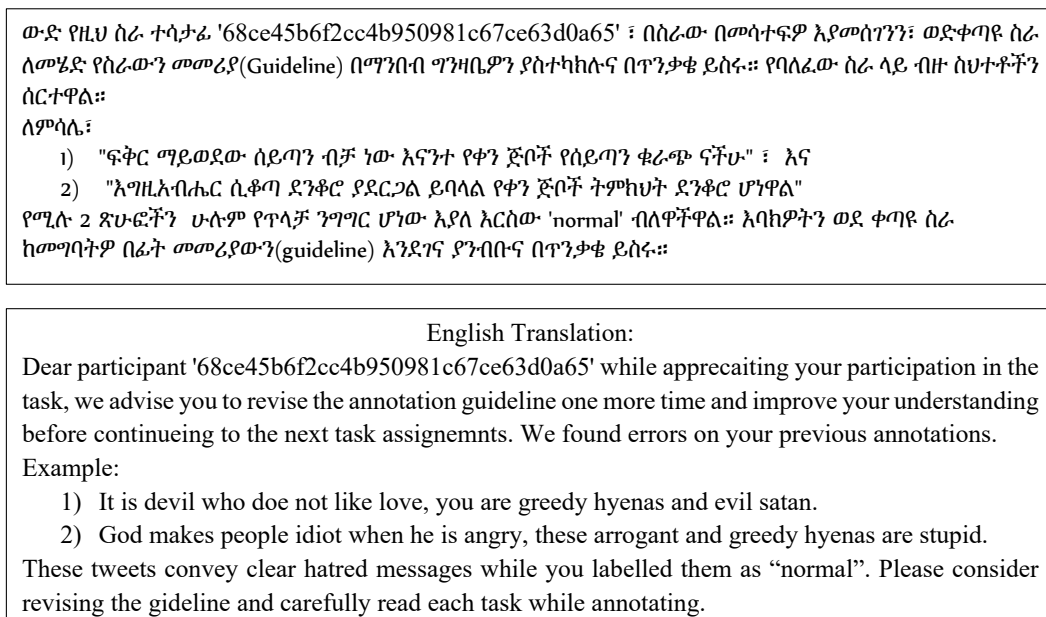 ውድ የዚህ ስራ ተሳታፊ '68ce45b6f2cc4b950981c67ce63d0a65' ፣ በስራው በመሳተፍዎ እያመሰገንን፣ ወድቀጣዩ ስራ
ለመሄድ የስራውን መመሪያ(Guideline) በማንበብ ግንዛቤዎን ያስተካክሉና በጥንቃቄ ይስሩ። የባለፈው ስራ ላይ ብዙ ስህተቶችን
ሰርተዋል።
ለምሳሌ፣
1) "ፍቅር ማይወደው ሰይጣን ብቻ ነው እናንተ የቀን ጅቦች የሰይጣን ቁራጭ ናችሁ" ፣ እና
2) "እግዚአብሔር ሲቆጣ ደንቆሮ ያደርጋል ይባላል የቀን ጅቦች ትምክህት ደንቆሮ ሆነዋል"
የሚሉ 2 ጽሁፎችን ሁሉም የጥላቻ ንግግር ሆነው እያለ እርስው 'normal' ብለዋችዋል። እባክዎትን ወደ ቀጣዩ ስራ
ከመግባትዎ በፊት መመሪያውን(guideline) እንደገና ያንብቡና በጥንቃቄ ይስሩ።
English Translation:
Dear participant '68ce45b6f2cc4b950981c67ce63d0a65' while apprecaiting your participation in the
task, we advise you to revise the annotation guideline one more time and improve your understanding
before continueing to the next task assignemnts. We found errors on your previous annotations.
Example:
1) It is devil who doe not like love, you are greedy hyenas and evil satan.
2) God makes people idiot when he is angry, these arrogant and greedy hyenas are stupid.
These tweets convey clear hatred messages while you labelled them as “normal”. Please consider
revising the gideline and carefully read each task while annotating.